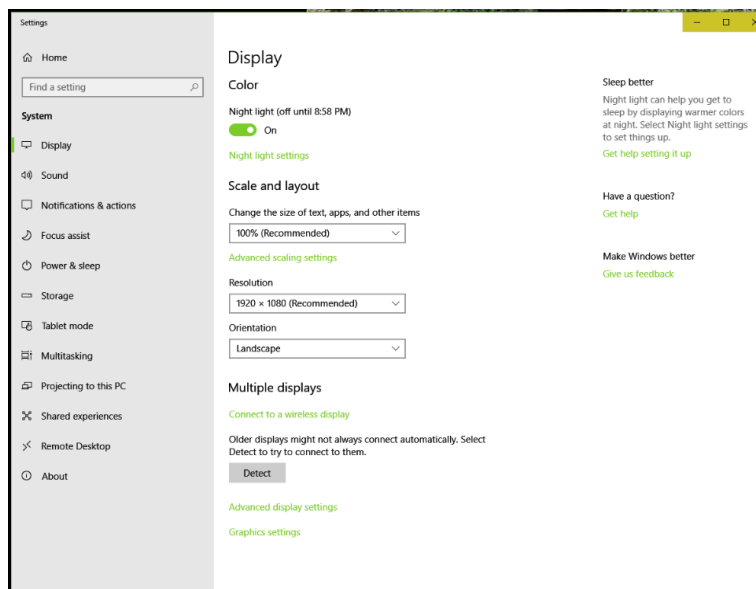 Settings
Home
Find a setting
System
Display
Sound
Notifications & actions
Focus assist
Power & sleep
Storage
Tablet mode
Multitasking
Projecting to this PC
Shared experiences
Remote Desktop
About
Display
Color
Night light (off until 8:58 PM)
On
Night light settings
Scale and layout
Change the size of text, apps, and other items
100% (Recommended)
Advanced scaling settings
Resolution
1920 × 1080 (Recommended)
Orientation
Landscape
Multiple displays
Connect to a wireless display
Older displays might not always connect automatically. Select
Detect to try to connect to them.
Detect
Advanced display settings
Graphics settings
Sleep better
Night light can help you get to
sleep by displaying warmer colors
at night. Select Night light settings
to set things up.
Get help setting it up
Have a question?
Get help
Make Windows better
Give us feedback